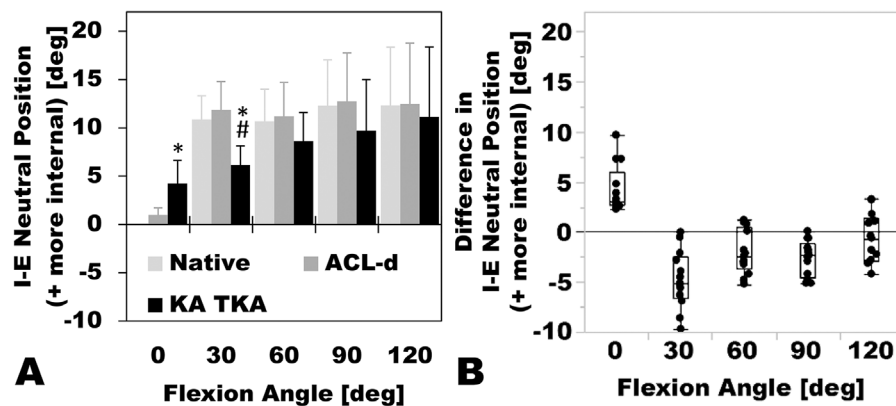 I-E Neutral Position
(+ more internal) [deg]
20
15
10
5
0
-5
-10
*
*
#
Native
ACL-d
KA TKA
0 30 60 90 120
Flexion Angle [deg]
A
Difference in
I-E Neutral Position
(+ more internal) [deg]
20
15
10
5
0
-5
-10
0 30 60 90 120
Flexion Angle [deg]
B